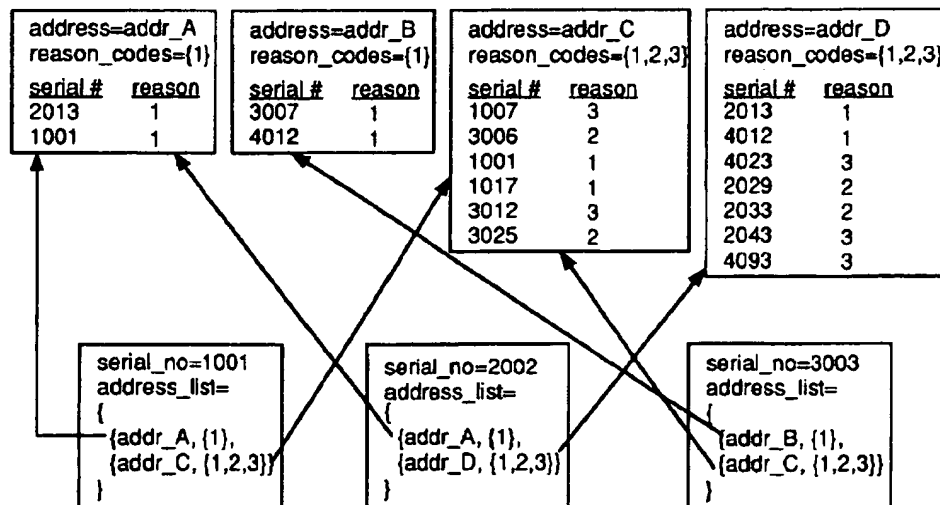 address=addr_A
reason_codes={1}
serial # reason
2013 1
1001 1
address=addr_B
reason_codes={1}
serial # reason
3007 1
4012 1
address=addr_C
reason_codes={1,2,3}
serial # reason
1007 3
3006 2
1001 1
1017 1
3012 3
3025 2
address=addr_D
reason_codes={1,2,3}
serial # reason
2013 1
4012 1
4023 3
2029 2
2033 2
2043 3
4093 3
serial_no=1001
address_list=
{
{addr_A, {1},
{addr_C, {1,2,3}}
}
serial_no=2002
address_list=
{
{addr_A, {1},
{addr_D, {1,2,3}}
}
serial_no=3003
address_list=
{
{addr_B, {1},
{addr_C, {1,2,3}}
}